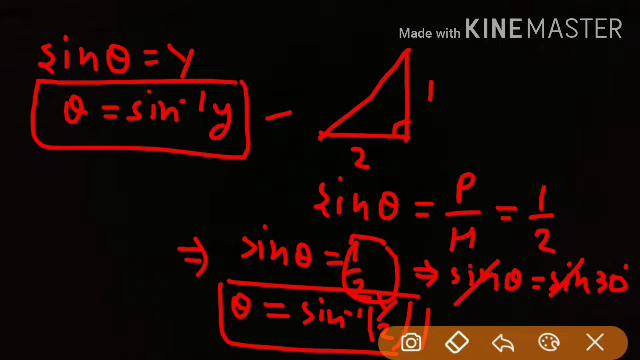 Made with KINEMASTER
sinθ = y
θ = sin⁻¹y
1
2
sinθ = P/H = 1/2
⇒ sinθ = 1/2 ⇒ sinθ = sin30°
θ = sin⁻¹(1/2)